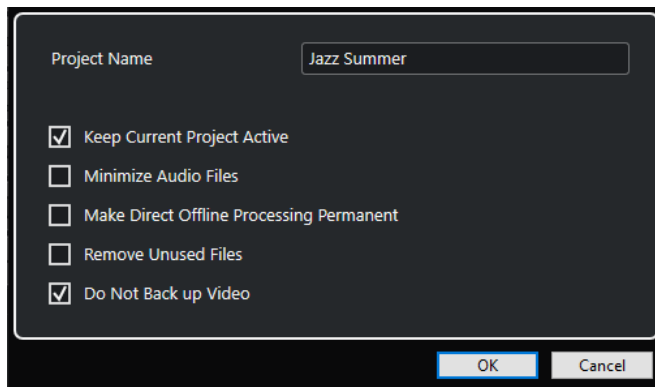 Project Name
Jazz Summer
Keep Current Project Active
Minimize Audio Files
Make Direct Offline Processing Permanent
Remove Unused Files
Do Not Back up Video
OK
Cancel